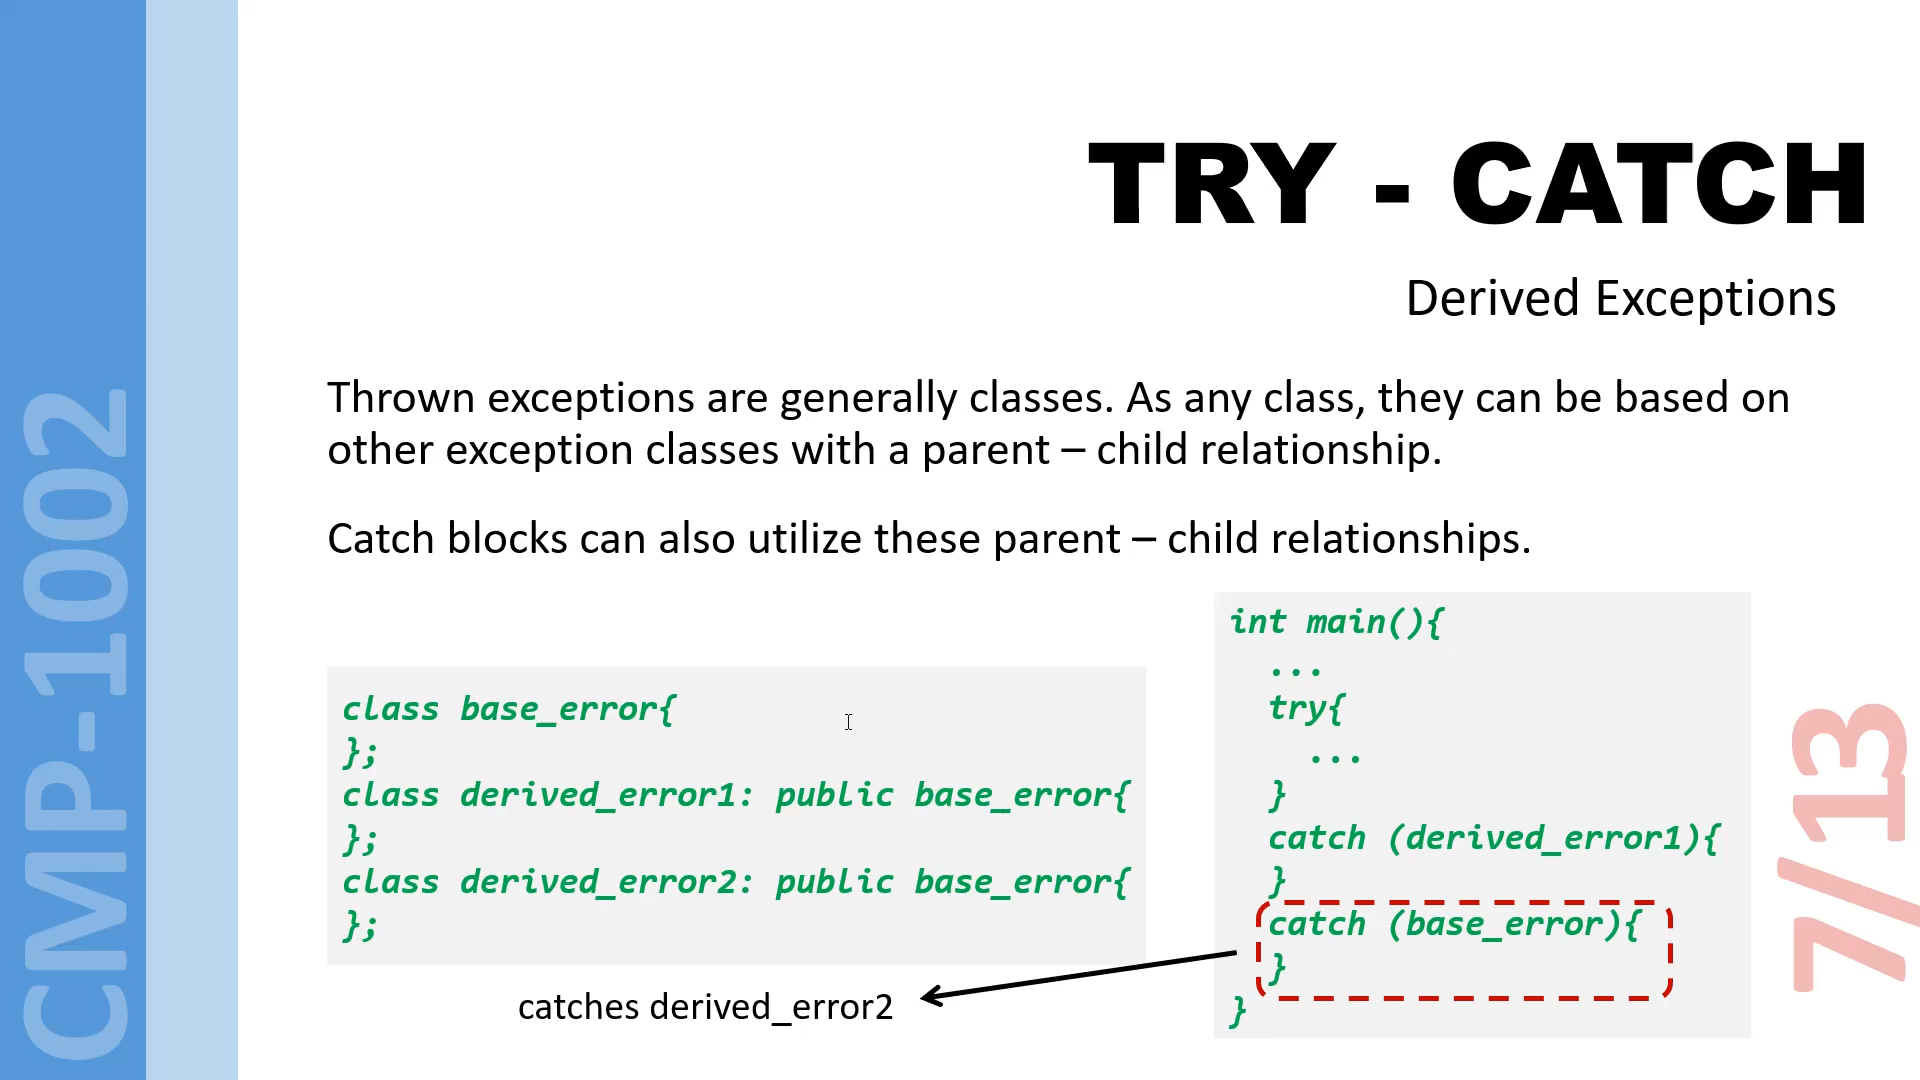 CMP-1002
TRY - CATCH
Derived Exceptions
Thrown exceptions are generally classes. As any class, they can be based on
other exception classes with a parent – child relationship.
Catch blocks can also utilize these parent – child relationships.
class base_error{
};
class derived_error1: public base_error{
};
class derived_error2: public base_error{
};
catches derived_error2
int main(){
  ...
  try{
    ...
  }
  catch (derived_error1){
  }
  catch (base_error){
  }
}
7/13